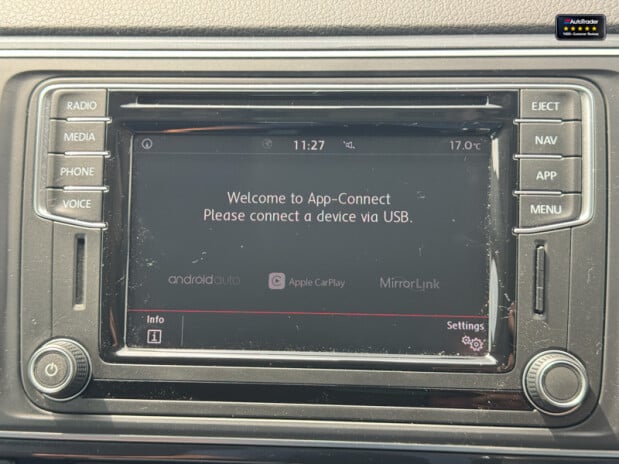 AutoTrader
RADIO
MEDIA
PHONE
VOICE
EJECT
NAV
APP
MENU
11:27
17.0°C
Welcome to App-Connect
Please connect a device via USB.
androidauto
Apple CarPlay
MirrorLink
Info
i
Settings